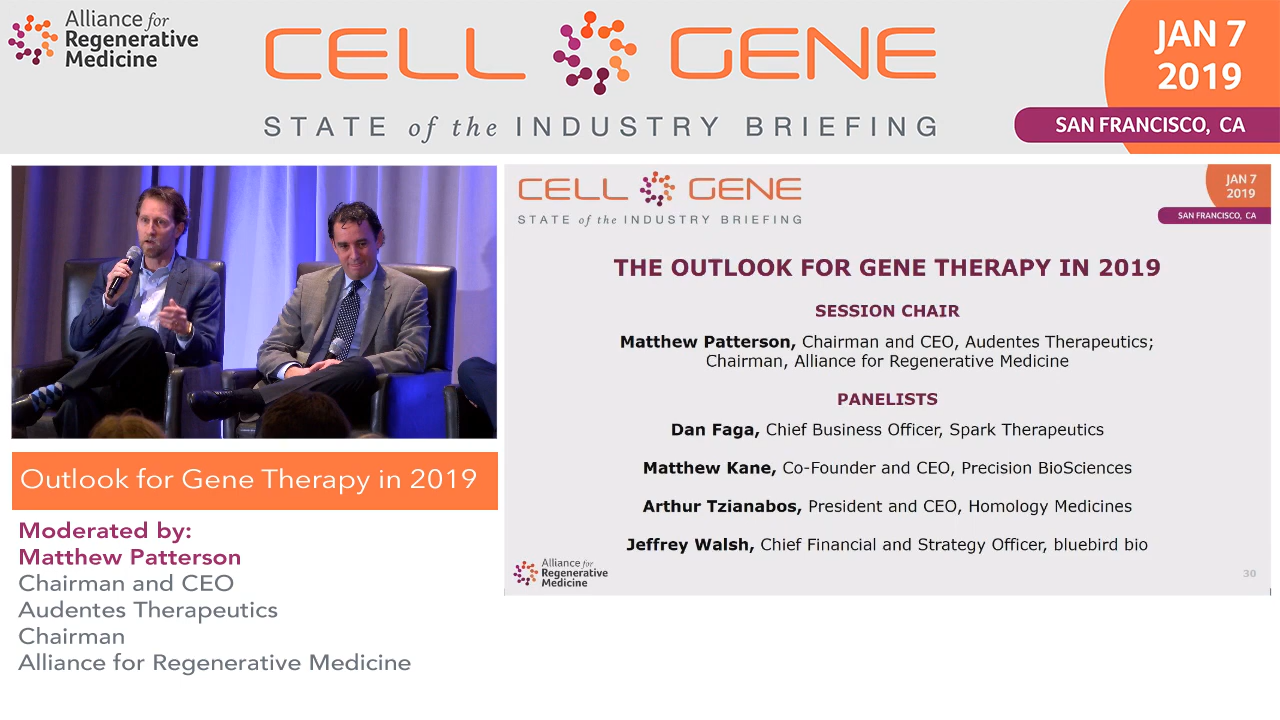 Alliance for
Regenerative
Medicine
CELL GENE
STATE of the INDUSTRY BRIEFING
JAN 7
2019
SAN FRANCISCO, CA
CELL GENE
STATE of the INDUSTRY BRIEFING
JAN 7
2019
SAN FRANCISCO, CA
THE OUTLOOK FOR GENE THERAPY IN 2019
SESSION CHAIR
Matthew Patterson, Chairman and CEO, Audentes Therapeutics;
Chairman, Alliance for Regenerative Medicine
PANELISTS
Dan Faga, Chief Business Officer, Spark Therapeutics
Matthew Kane, Co-Founder and CEO, Precision BioSciences
Arthur Tzianabos, President and CEO, Homology Medicines
Jeffrey Walsh, Chief Financial and Strategy Officer, bluebird bio
Alliance for
Regenerative
Medicine
30
Outlook for Gene Therapy in 2019
Moderated by:
Matthew Patterson
Chairman and CEO
Audentes Therapeutics
Chairman
Alliance for Regenerative Medicine